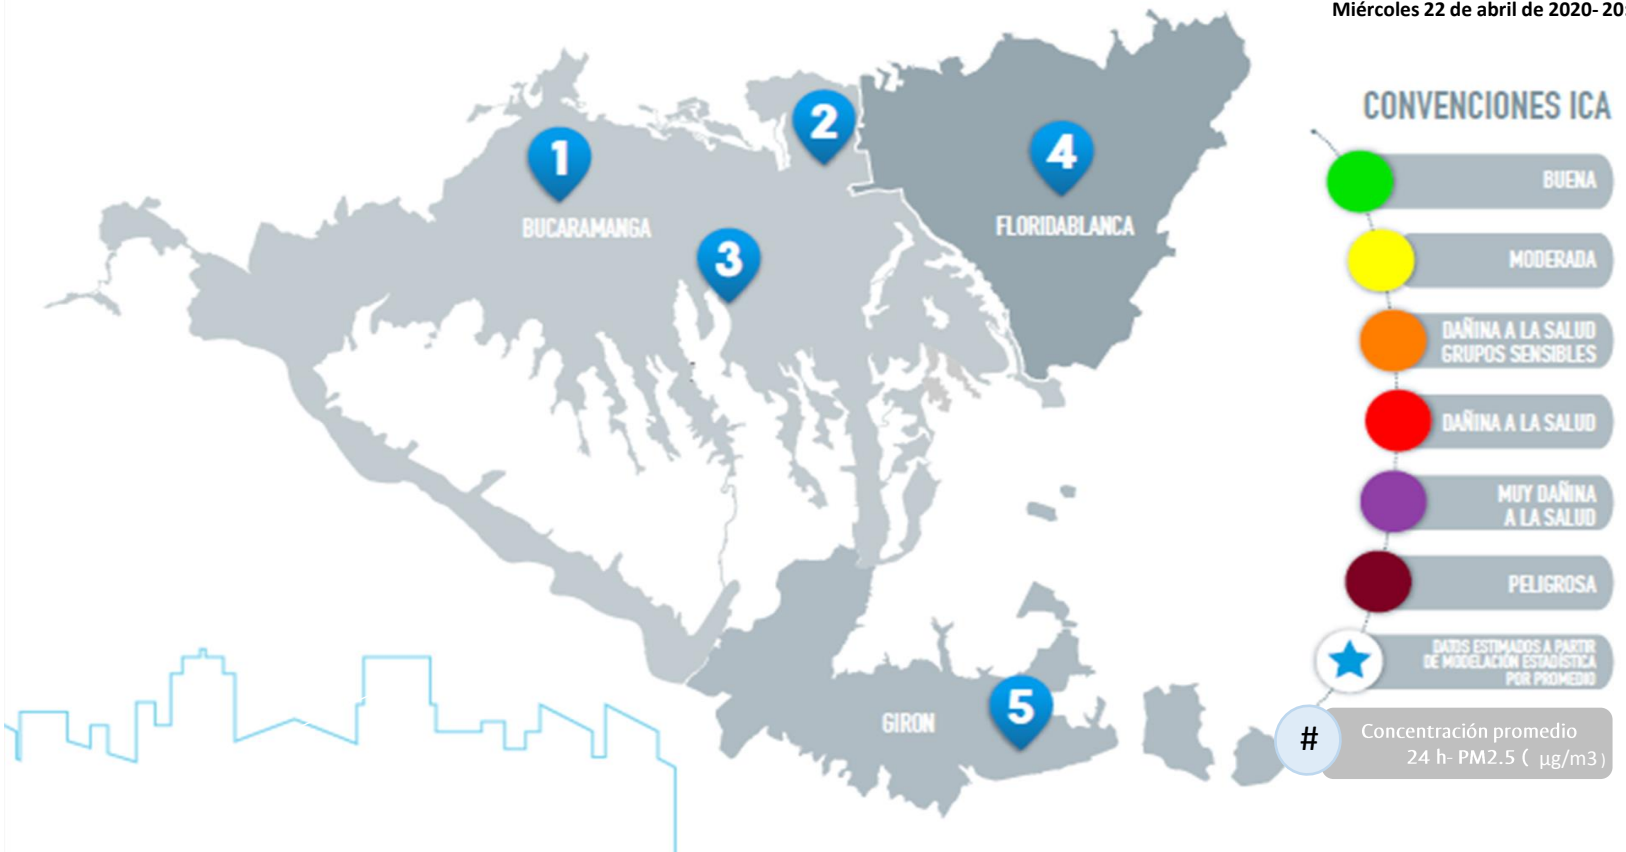 Miércoles 22 de abril de 2020- 20:
CONVENCIONES ICA
BUENA
MODERADA
DAÑINA A LA SALUD
GRUPOS SENSIBLES
DAÑINA A LA SALUD
MUY DAÑINA
A LA SALUD
PELIGROSA
DATOS ESTIMADOS A PARTIR
DE MODELACIÓN ESTADÍSTICA
POR PROMEDIO
#
Concentración promedio
24 h- PM2.5 ( µg/m3)
1
2
3
4
5
BUCARAMANGA
FLORIDABLANCA
GIRON